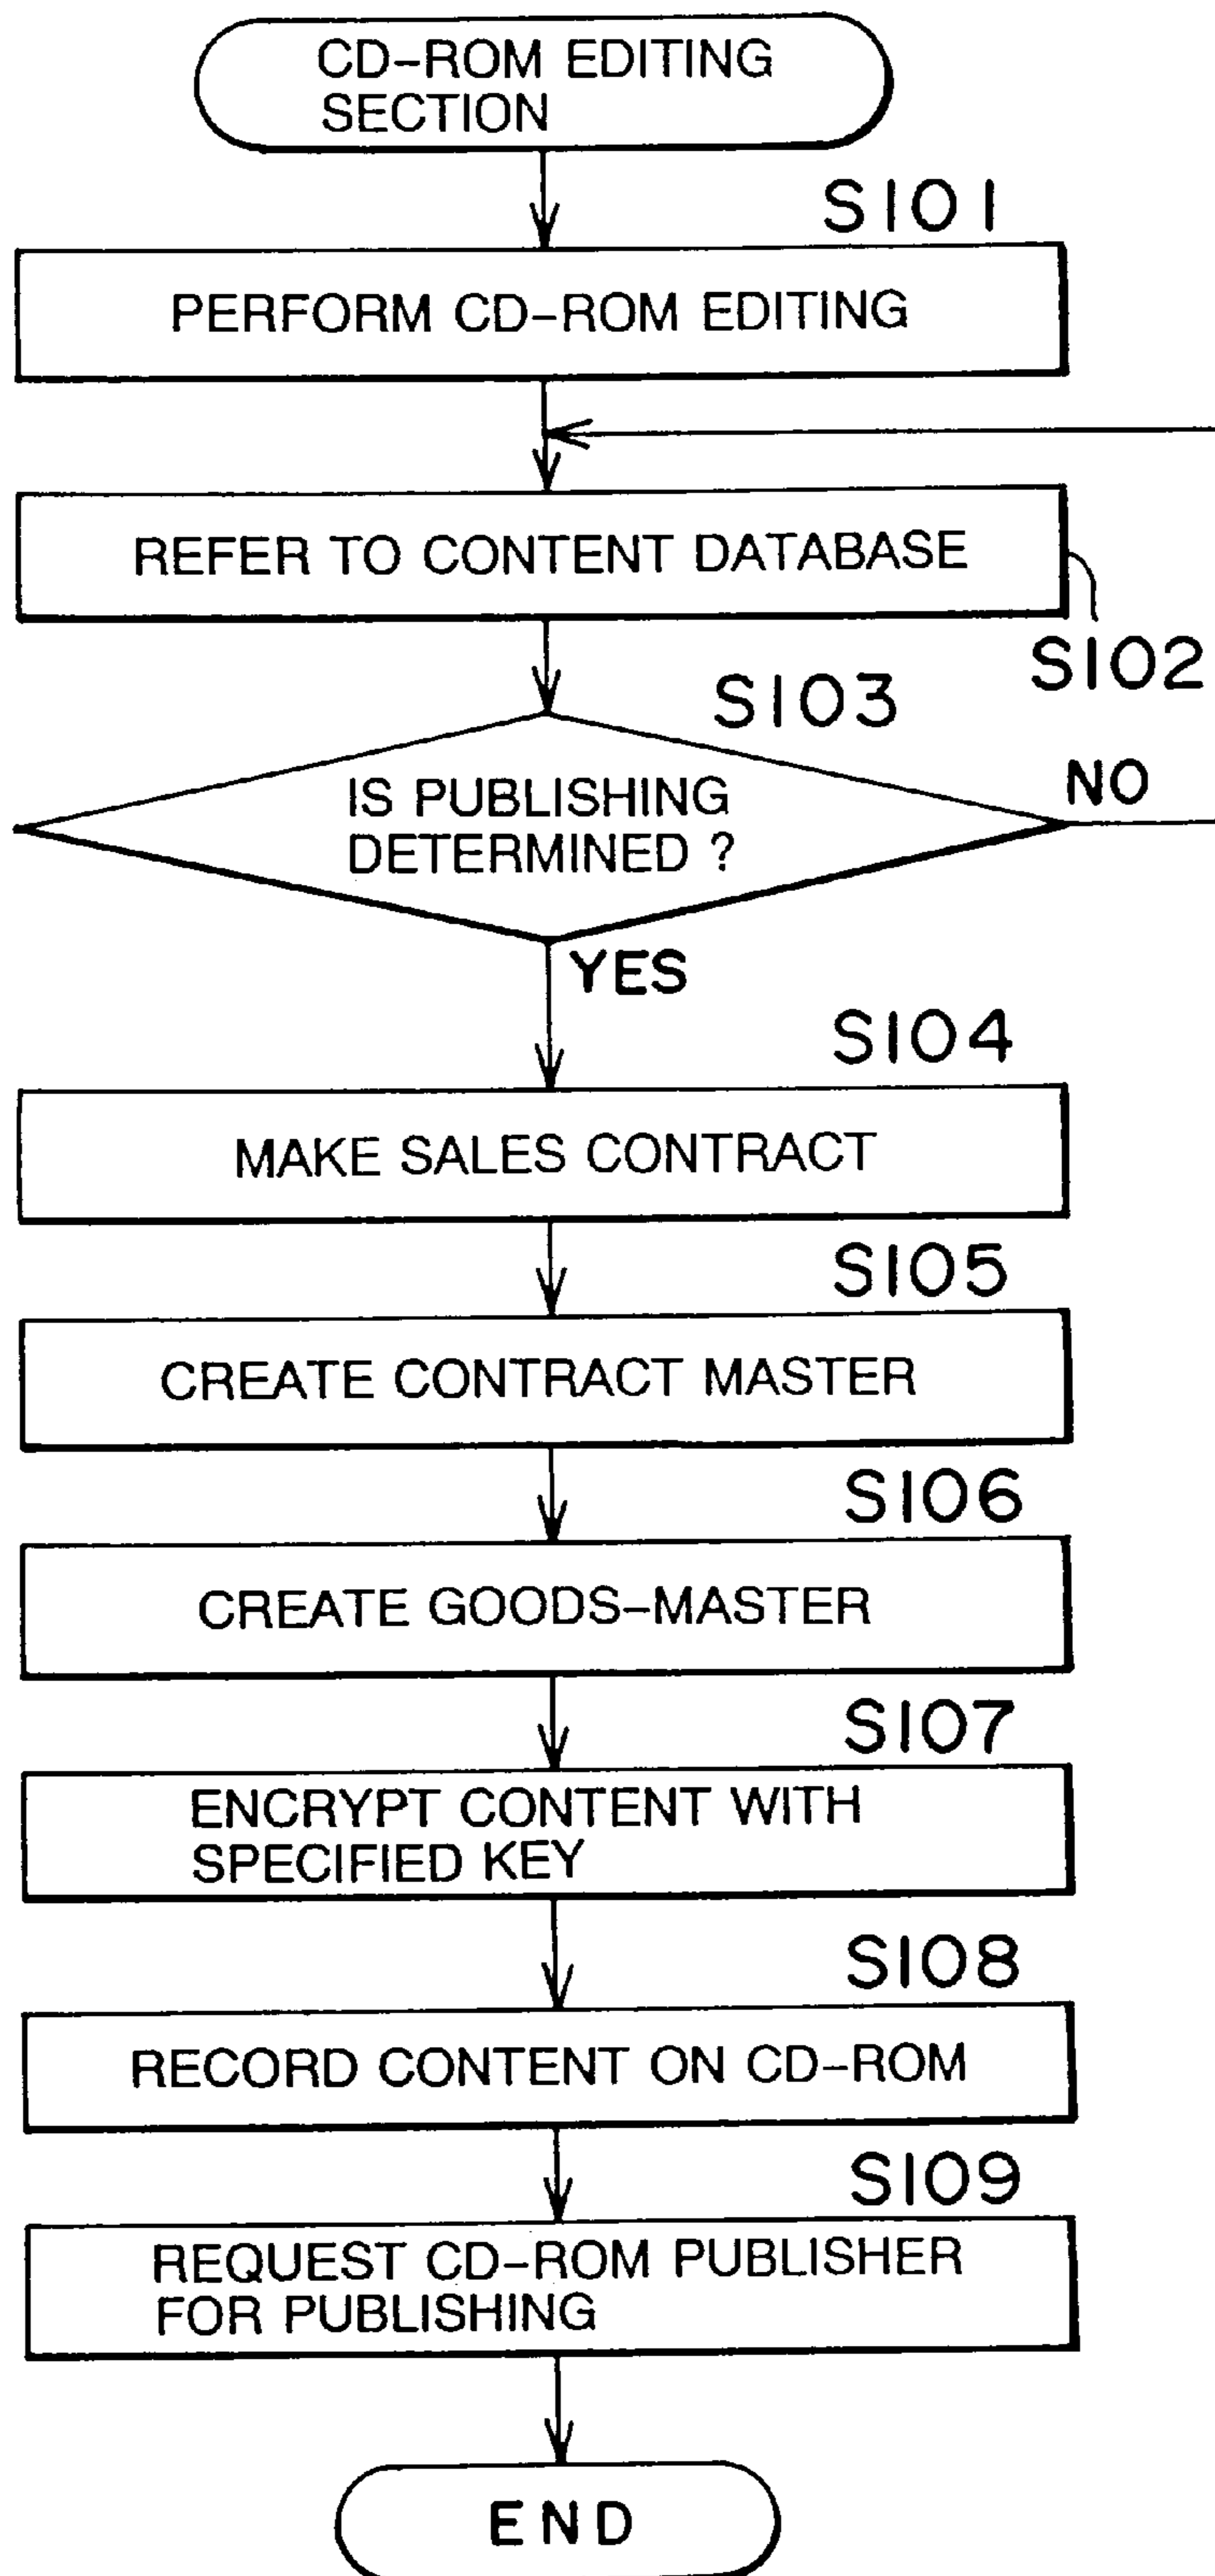 CD-ROM EDITING
SECTION
S101
PERFORM CD-ROM EDITING
REFER TO CONTENT DATABASE
S102
S103
IS PUBLISHING
DETERMINED ?
NO
YES
S104
MAKE SALES CONTRACT
S105
CREATE CONTRACT MASTER
S106
CREATE GOODS-MASTER
S107
ENCRYPT CONTENT WITH
SPECIFIED KEY
S108
RECORD CONTENT ON CD-ROM
S109
REQUEST CD-ROM PUBLISHER
FOR PUBLISHING
END